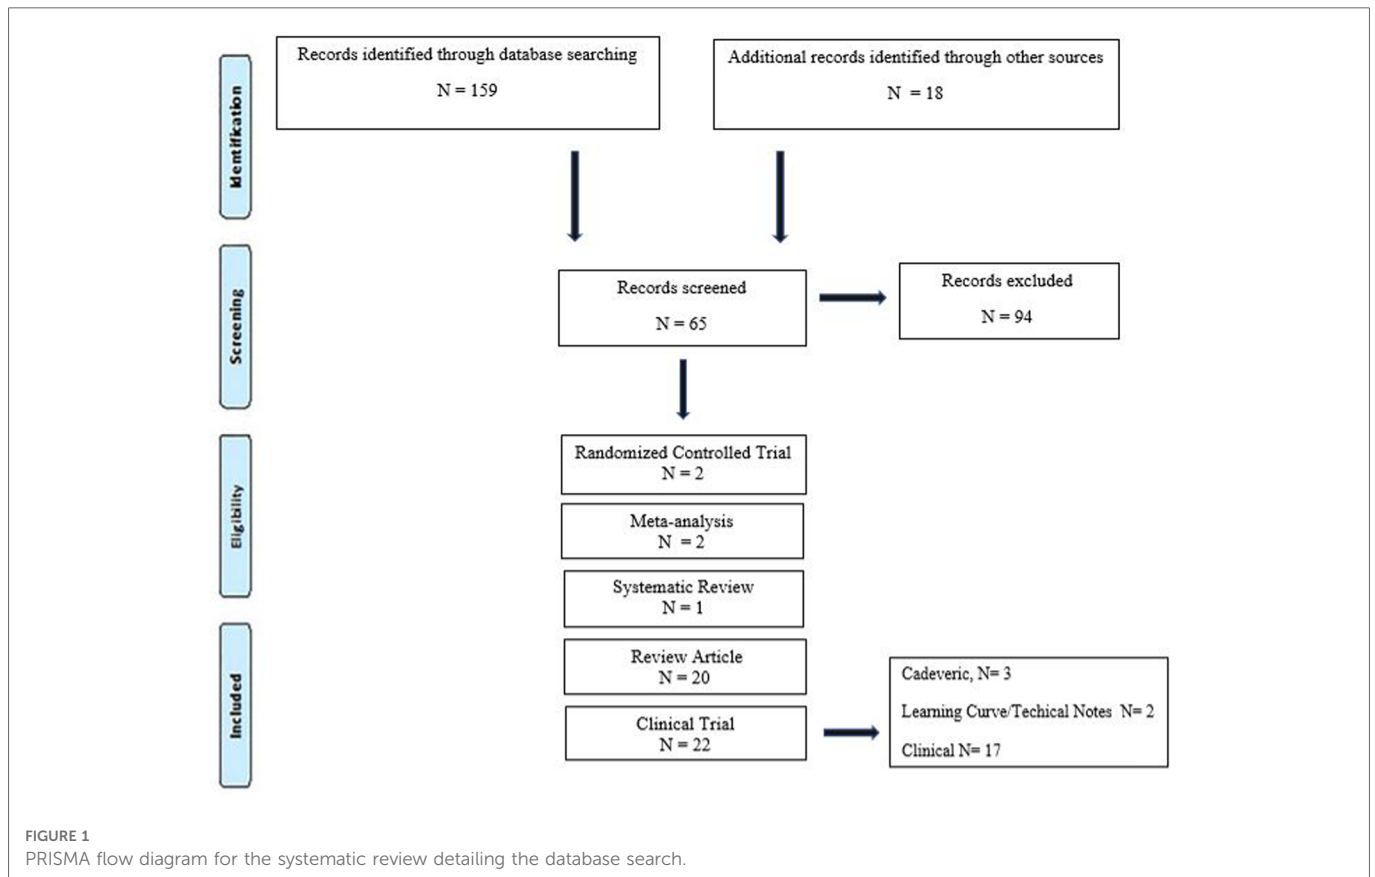 Identification
Records identified through database searching
N = 159
Additional records identified through other sources
N = 18
Screening
Records screened
N = 65
Records excluded
N = 94
Eligibility
Randomized Controlled Trial
N = 2
Meta-analysis
N = 2
Systematic Review
N = 1
Included
Review Article
N = 20
Clinical Trial
N = 22
Cadeveric, N= 3
Learning Curve/Techical Notes N= 2
Clinical N= 17
FIGURE 1
PRISMA flow diagram for the systematic review detailing the database search.